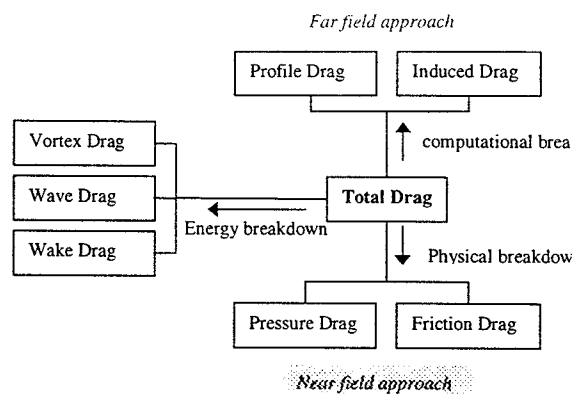 Far field approach
Profile Drag
Induced Drag
computational brea
Vortex Drag
Wave Drag
Wake Drag
Total Drag
Energy breakdown
Physical breakdow
Pressure Drag
Friction Drag
Near field approach